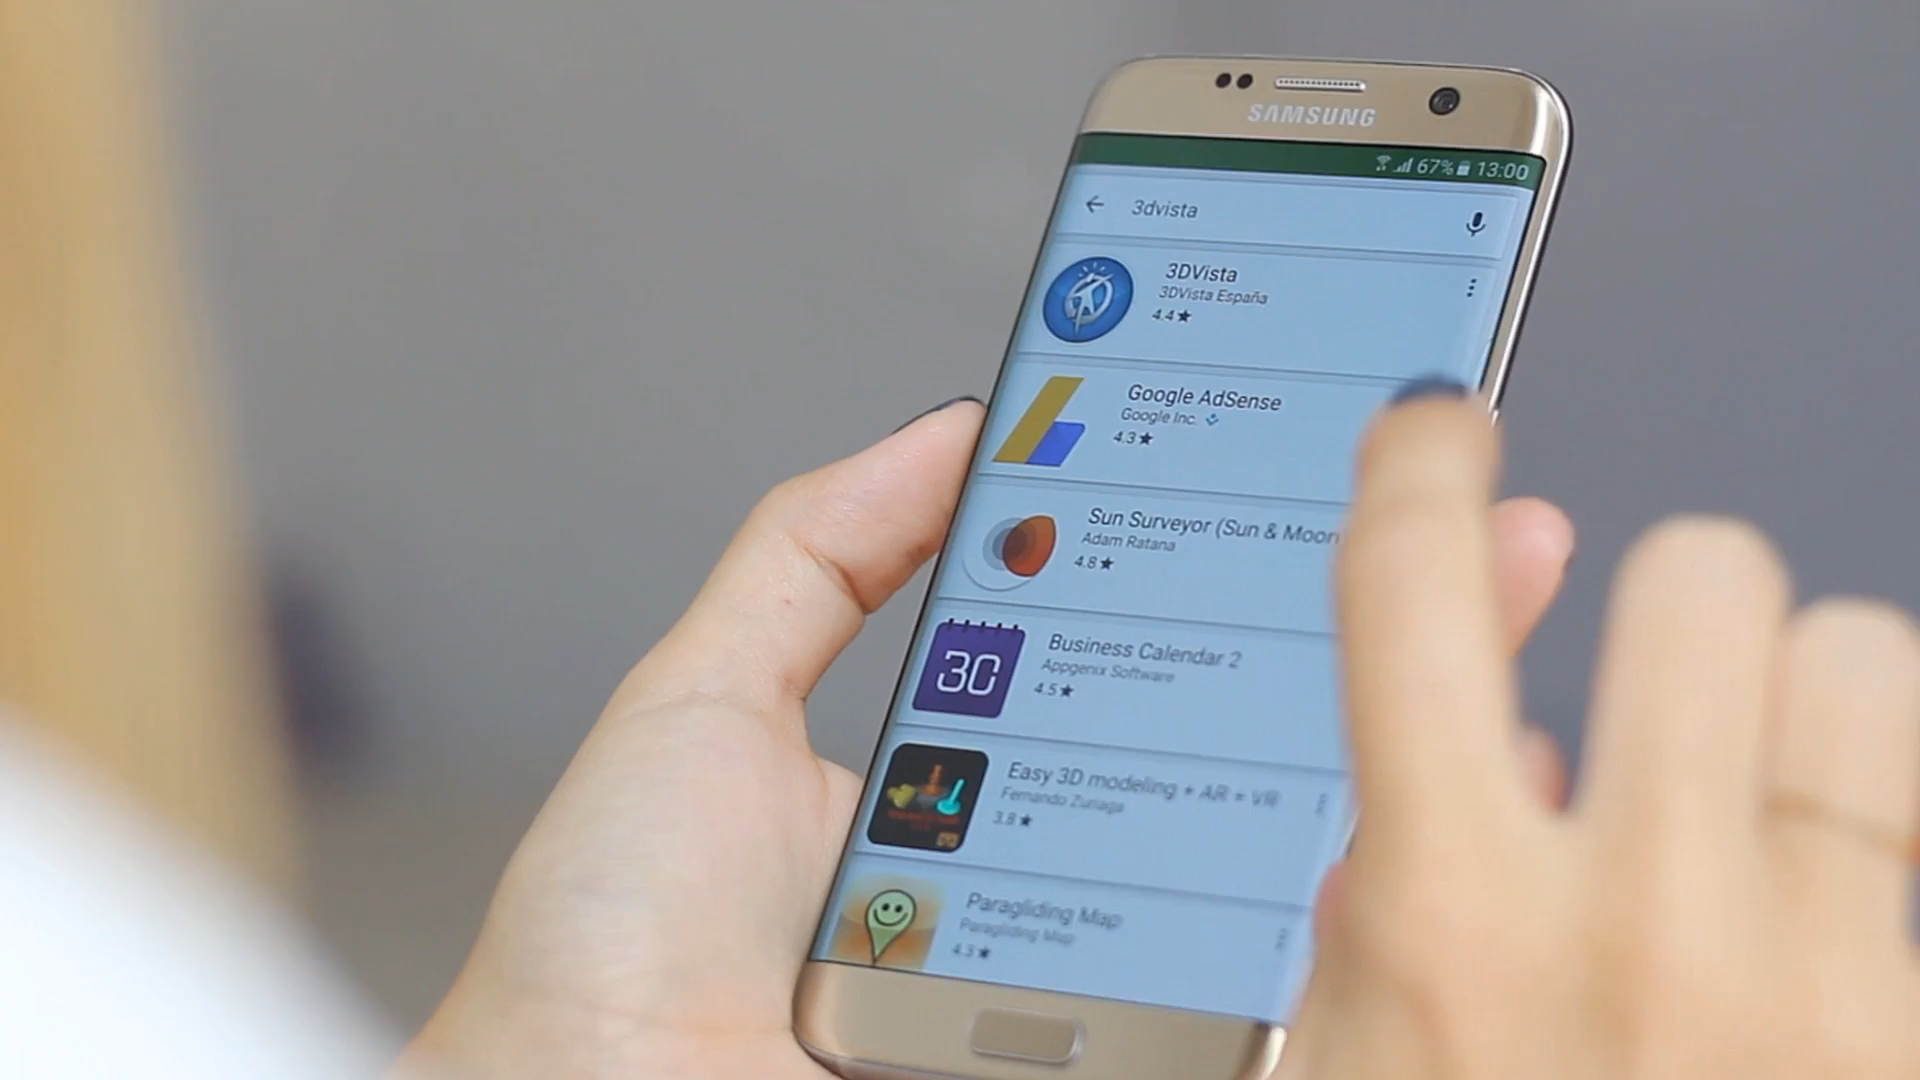 SAMSUNG
67% 13:00
3dvista
3DVista
3DVista España
4.4★
Google AdSense
Google Inc.
4.3★
Sun Surveyor (Sun & Moon
Adam Ratana
4.8★
30
Business Calendar 2
Appgenix Software
4.5★
Easy 3D modeling + AR + VR
Fernando Zuriaga
3.8★
Paragliding Map
Paragliding Map
4.3★